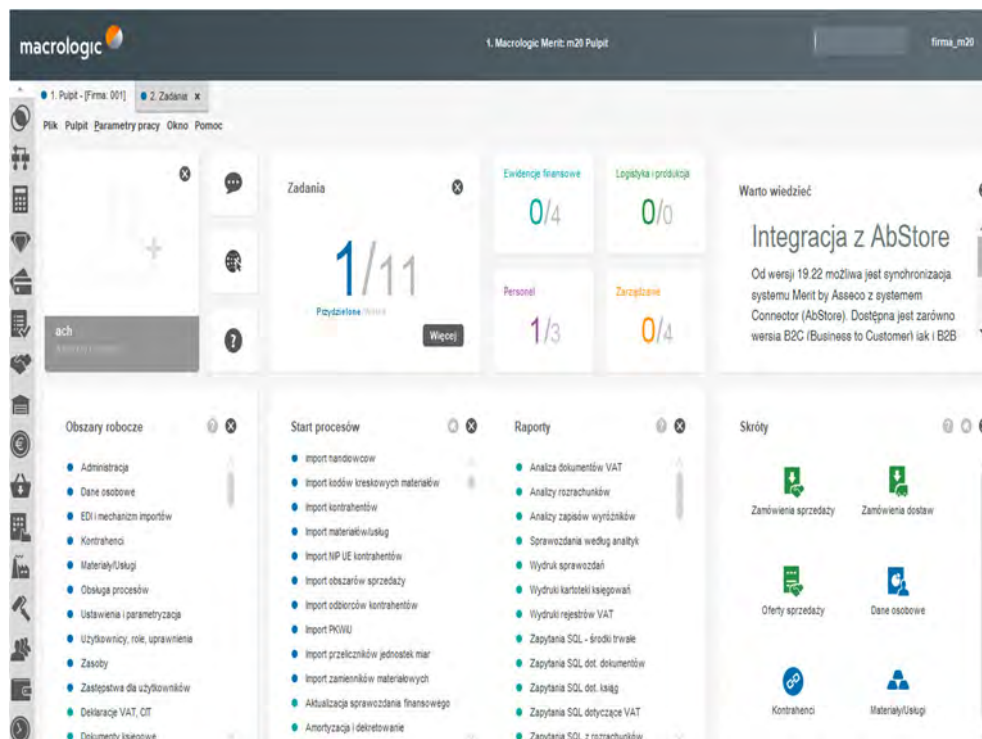 macrologic
1. Macrologic Merit: m20 Pulpit
firma_m20
1. Pulpit - [Firma: 001]
2. Zadania x
Plik Pulpit Parametry pracy Okno Pomoc
ach
Zadania
1/11
Przydzielone / Wolne
Więcej
Ewidencje finansowe
0/4
Logistyka i produkcja
0/0
Personel
1/3
Zarządzanie
0/4
Warto wiedzieć
Integracja z AbStore
Od wersji 19.22 możliwa jest synchronizacja
systemu Merit by Asseco z systemem
Connector (AbStore). Dostępna jest zarówno
wersja B2C (Business to Customer) jak i B2B
Obszary robocze
Administracja
Dane osobowe
EDI i mechanizm importów
Kontrahenci
Materiały/Usługi
Obsługa procesów
Ustawienia i parametryzacja
Użytkownicy, role, uprawnienia
Zasoby
Zastępstwa dla użytkowników
Deklaracje VAT, CIT
Dokumenty księgowe
Start procesów
Import handlowców
Import kodów kreskowych materiałów
Import kontrahentów
Import materiałów/usług
Import NIP UE kontrahentów
Import obszarów sprzedaży
Import odbiorców kontrahentów
Import PKWiU
Import przeliczników jednostek miar
Import zamienników materiałowych
Aktualizacja sprawozdania finansowego
Amortyzacja i dekretowanie
Raporty
Analiza dokumentów VAT
Analizy rozrachunków
Analizy zapisów wyróżników
Sprawozdania według analityk
Wydruk sprawozdań
Wydruki kartoteki księgowań
Wydruki rejestrów VAT
Zapytania SQL - środki trwałe
Zapytania SQL dot. dokumentów
Zapytania SQL dot. ksiąg
Zapytania SQL dotyczące VAT
Zapytania SQL z rozrachunków
Skróty
Zamówienia sprzedaży
Zamówienia dostaw
Oferty sprzedaży
Dane osobowe
Kontrahenci
Materiały/Usługi